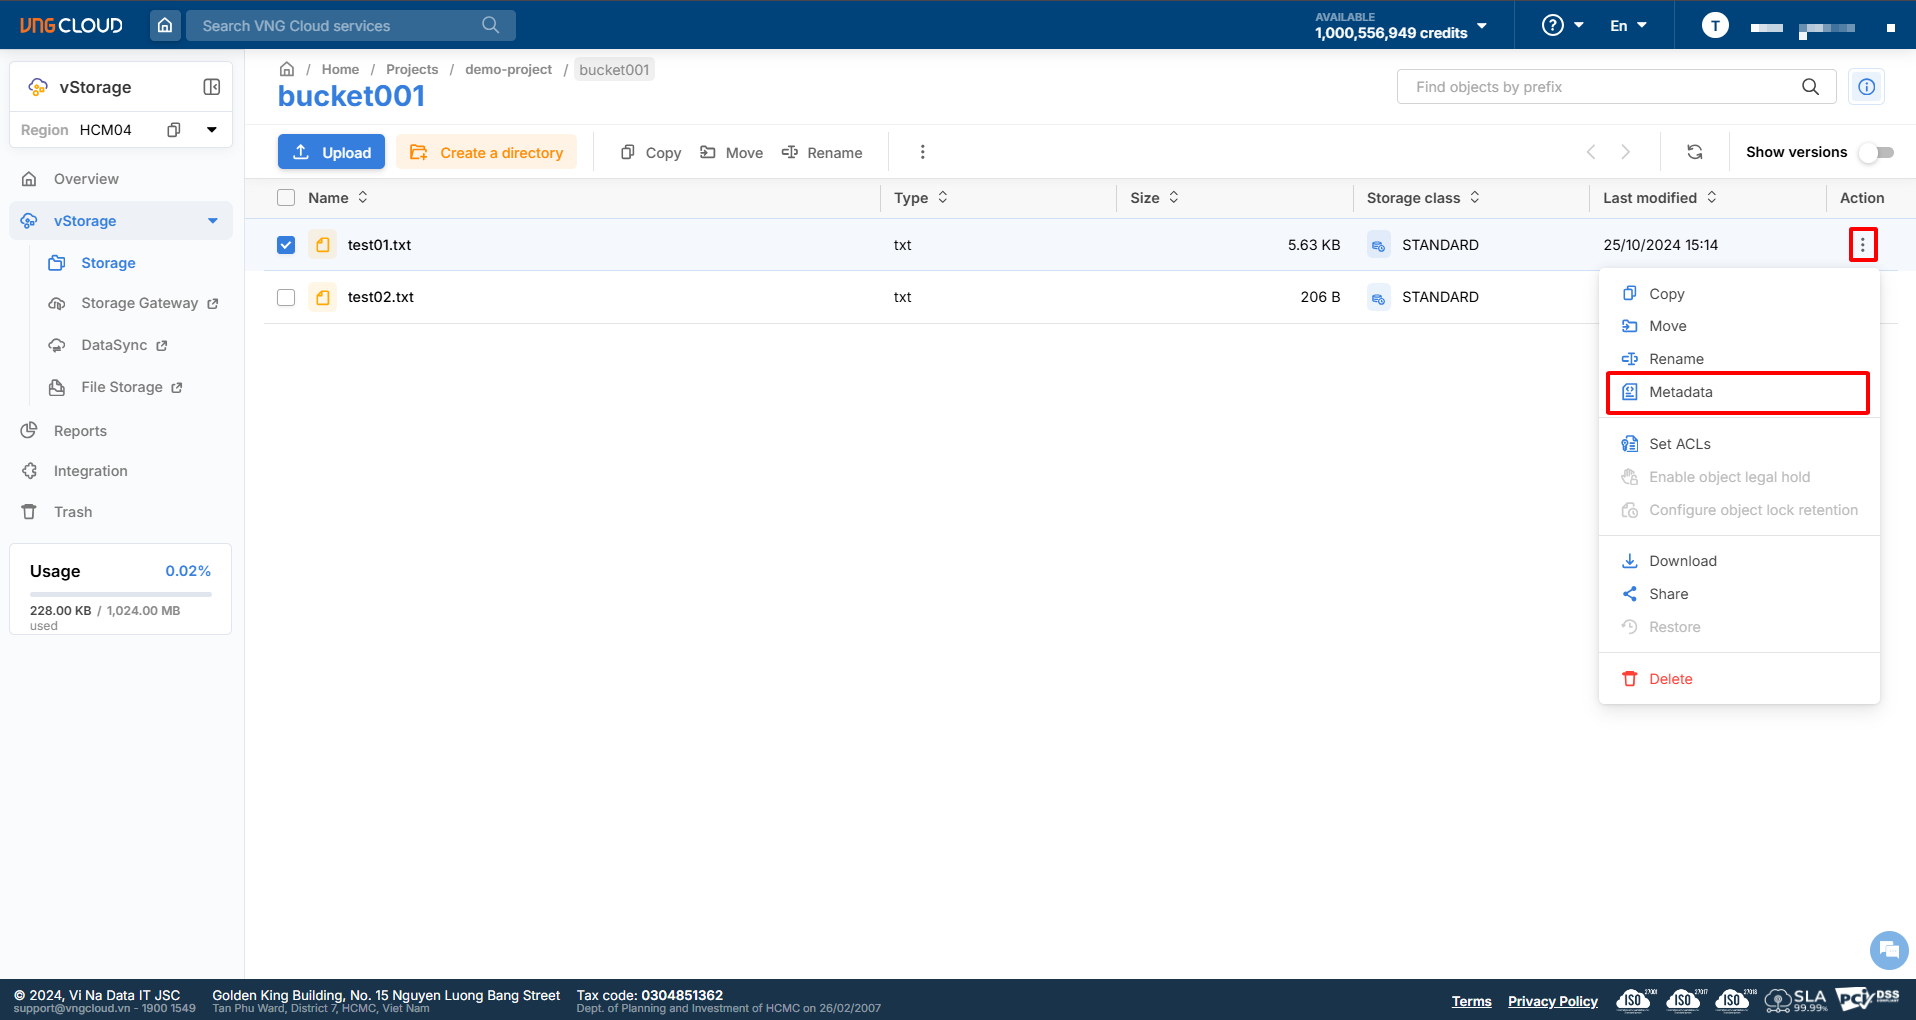 VNG CLOUD
Search VNG Cloud services
AVAILABLE
1,000,556,949 credits
?
En
T
vStorage
Region HCM04
Overview
vStorage
Storage
Storage Gateway
DataSync
File Storage
Reports
Integration
Trash
Usage 0.02%
228.00 KB / 1,024.00 MB
used
/ Home / Projects / demo-project / bucket001
bucket001
Find objects by prefix
Upload
Create a directory
Copy
Move
Rename
Show versions
Name Type Size Storage class Last modified Action
test01.txt txt 5.63 KB STANDARD 25/10/2024 15:14
test02.txt txt 206 B STANDARD
Copy
Move
Rename
Metadata
Set ACLs
Enable object legal hold
Configure object lock retention
Download
Share
Restore
Delete
© 2024, Vi Na Data IT JSC
support@vngcloud.vn - 1900 1549
Golden King Building, No. 15 Nguyen Luong Bang Street
Tan Phu Ward, District 7, HCMC, Viet Nam
Tax code: 0304851362
Dept. of Planning and Investment of HCMC on 26/02/2007
Terms
Privacy Policy
ISO 27001
ISO 27017
ISO 27018
SLA
99.99%
PCI DSS